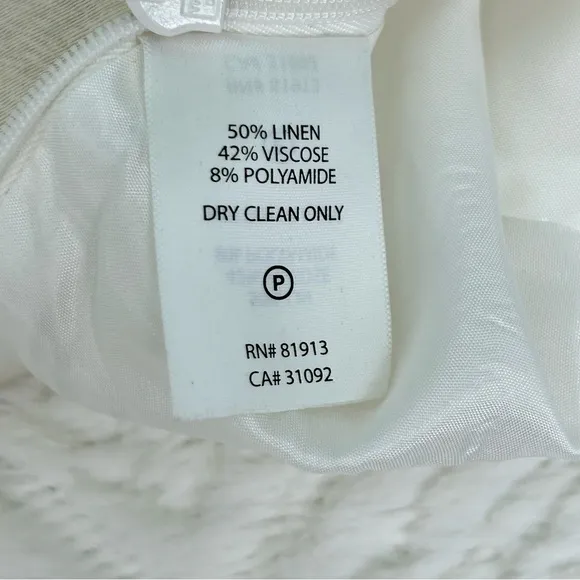 50% LINEN
42% VISCOSE
8% POLYAMIDE
DRY CLEAN ONLY
P
RN# 81913
CA# 31092